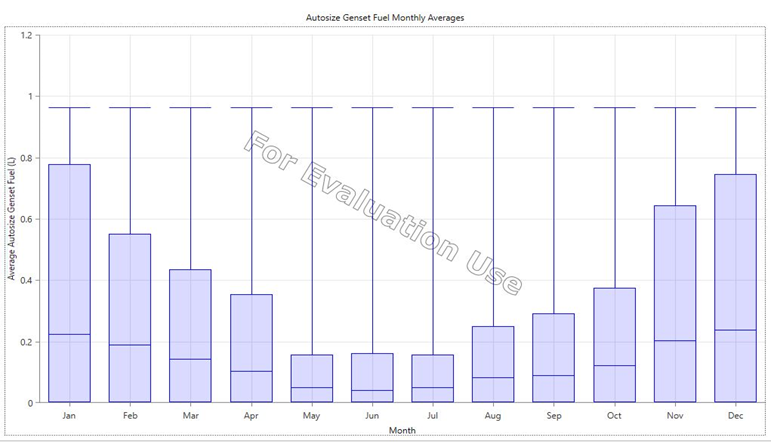 Autosize Genset Fuel Monthly Averages
Average Autosize Genset Fuel (L)
1.2
1
0.8
0.6
0.4
0.2
0
For Evaluation Use
Jan Feb Mar Apr May Jun Jul Aug Sep Oct Nov Dec
Month